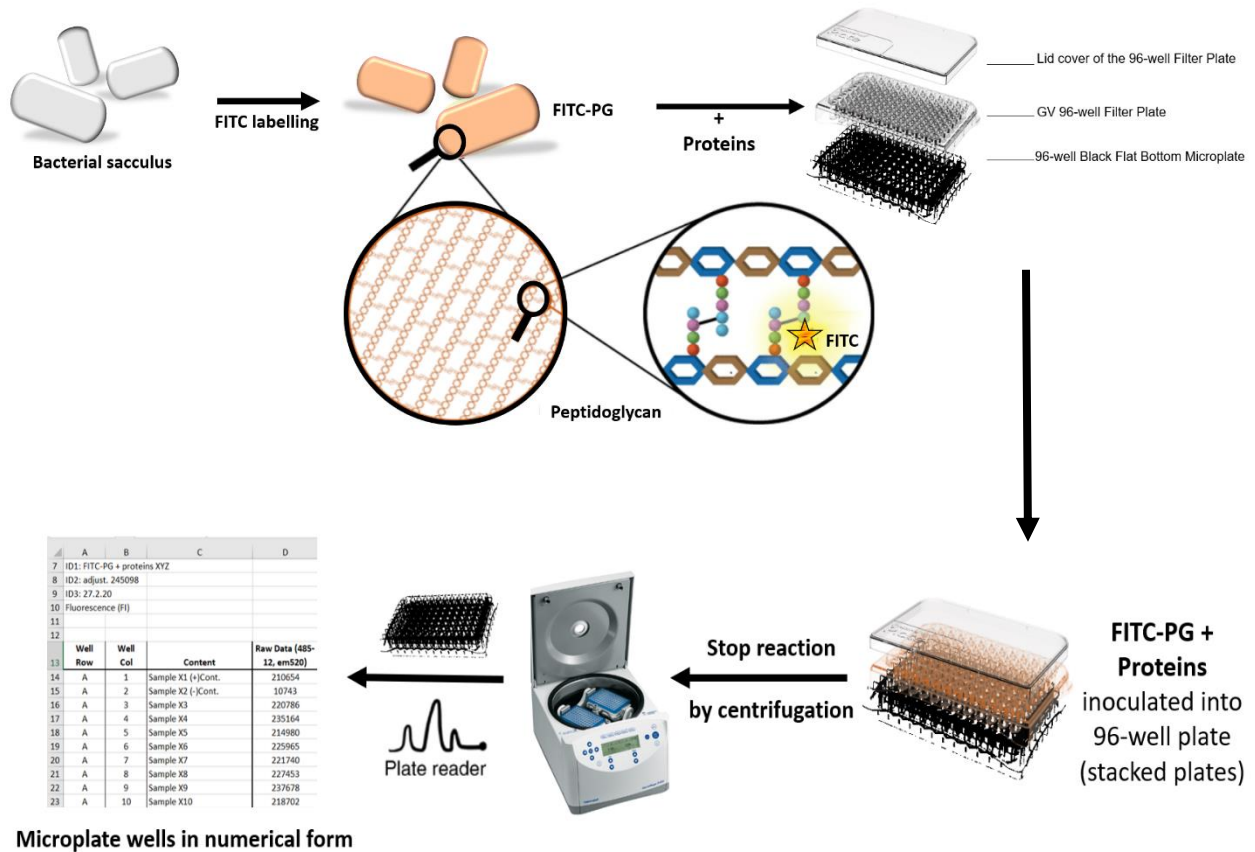 Lid cover of the 96-well Filter Plate
GV 96-well Filter Plate
96-well Black Flat Bottom Microplate
Bacterial sacculus
FITC labelling
FITC-PG
+
Proteins
FITC
Peptidoglycan
FITC-PG +
Proteins
inoculated into
96-well plate
(stacked plates)
Stop reaction
by centrifugation
Plate reader
A B C D
7 ID1: FITC-PG + proteins XYZ
8 ID2: adjust. 245098
9 ID3: 27.2.20
10 Fluorescence (FI)
11
12
13 Well Row Well Col Content Raw Data (485-12, em520)
14 A 1 Sample X1 (+)Cont. 210654
15 A 2 Sample X2 (-)Cont. 10743
16 A 3 Sample X3 220786
17 A 4 Sample X4 235164
18 A 5 Sample X5 214980
19 A 6 Sample X6 225965
20 A 7 Sample X7 221740
21 A 8 Sample X8 227453
22 A 9 Sample X9 237678
23 A 10 Sample X10 218702
Microplate wells in numerical form